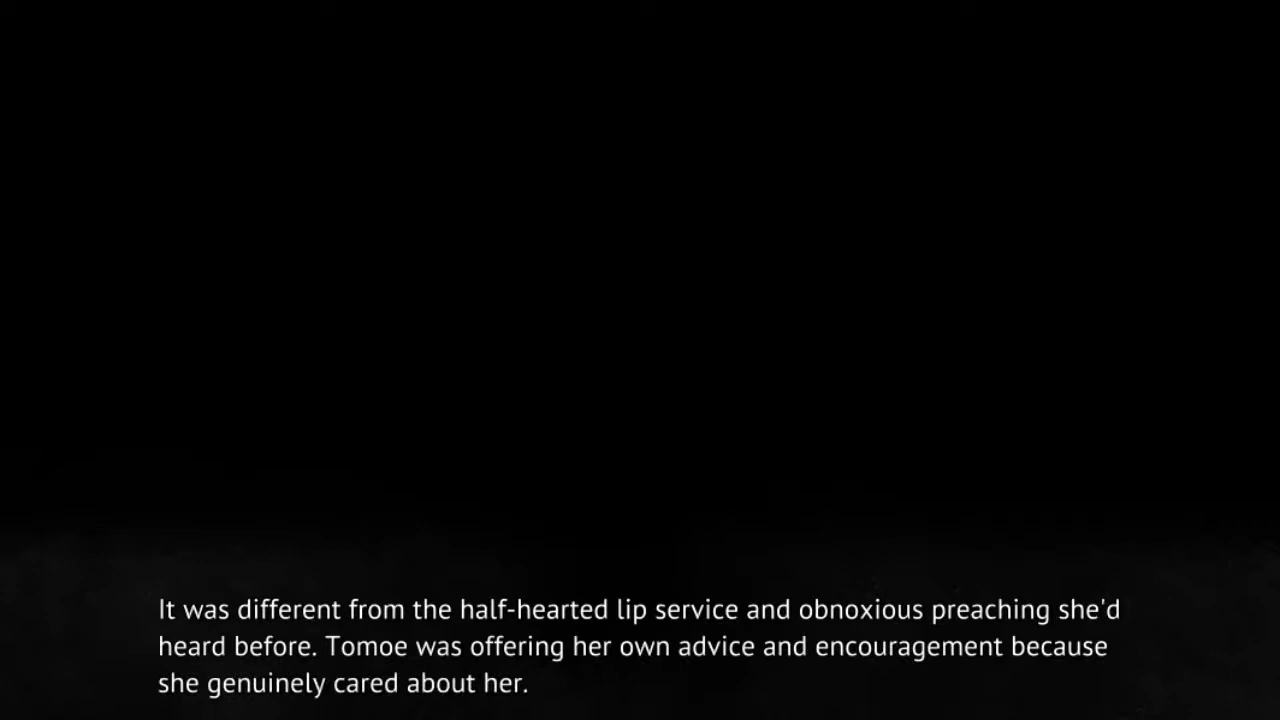 It was different from the half-hearted lip service and obnoxious preaching she'd
heard before. Tomoe was offering her own advice and encouragement because
she genuinely cared about her.